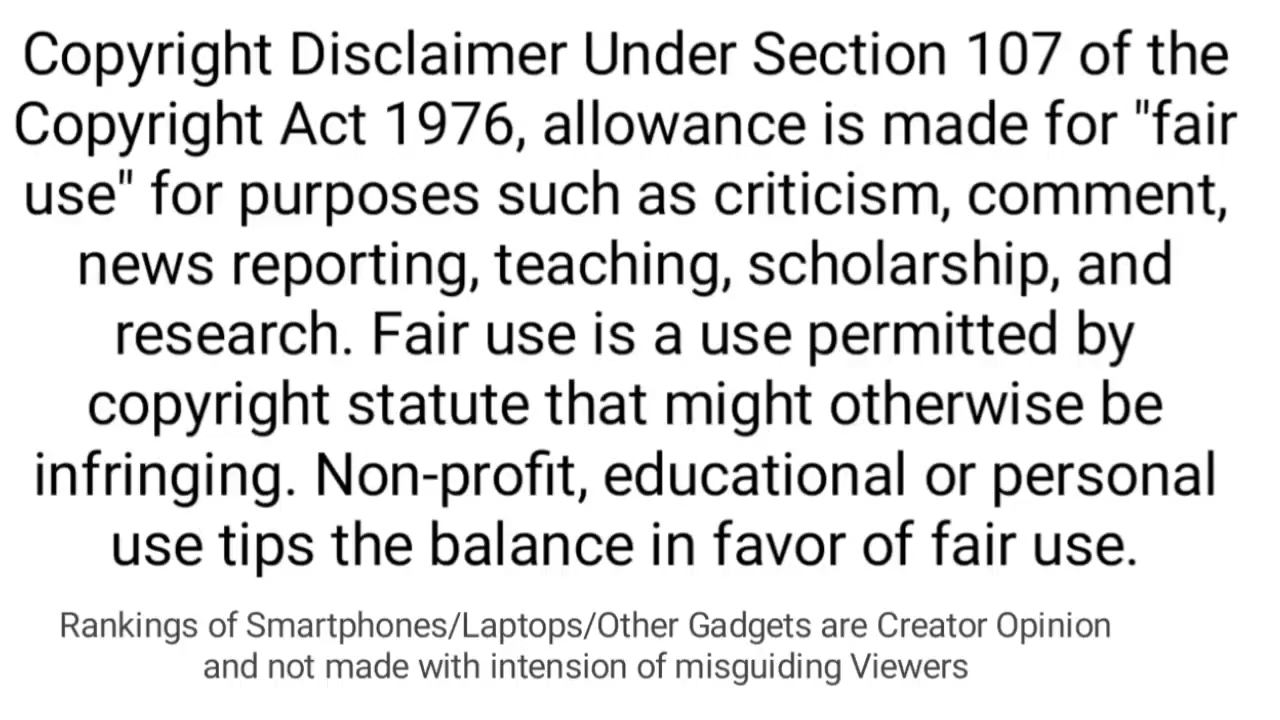 Copyright Disclaimer Under Section 107 of the
Copyright Act 1976, allowance is made for "fair
use" for purposes such as criticism, comment,
news reporting, teaching, scholarship, and
research. Fair use is a use permitted by
copyright statute that might otherwise be
infringing. Non-profit, educational or personal
use tips the balance in favor of fair use.
Rankings of Smartphones/Laptops/Other Gadgets are Creator Opinion
and not made with intension of misguiding Viewers